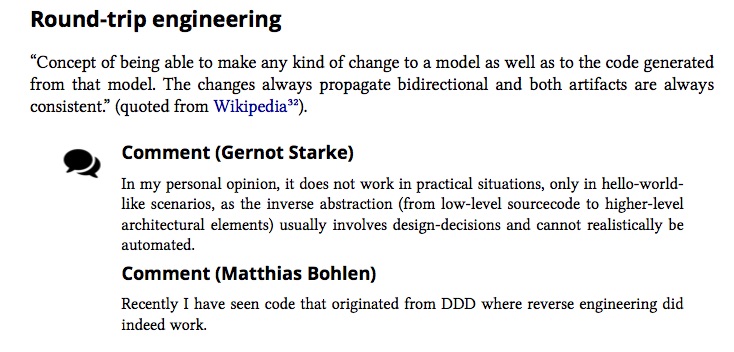 Round-trip engineering
“Concept of being able to make any kind of change to a model as well as to the code generated
from that model. The changes always propagate bidirectional and both artifacts are always
consistent.” (quoted from Wikipedia³²).
Comment (Gernot Starke)
In my personal opinion, it does not work in practical situations, only in hello-world-
like scenarios, as the inverse abstraction (from low-level sourcecode to higher-level
architectural elements) usually involves design-decisions and cannot realistically be
automated.
Comment (Matthias Bohlen)
Recently I have seen code that originated from DDD where reverse engineering did
indeed work.